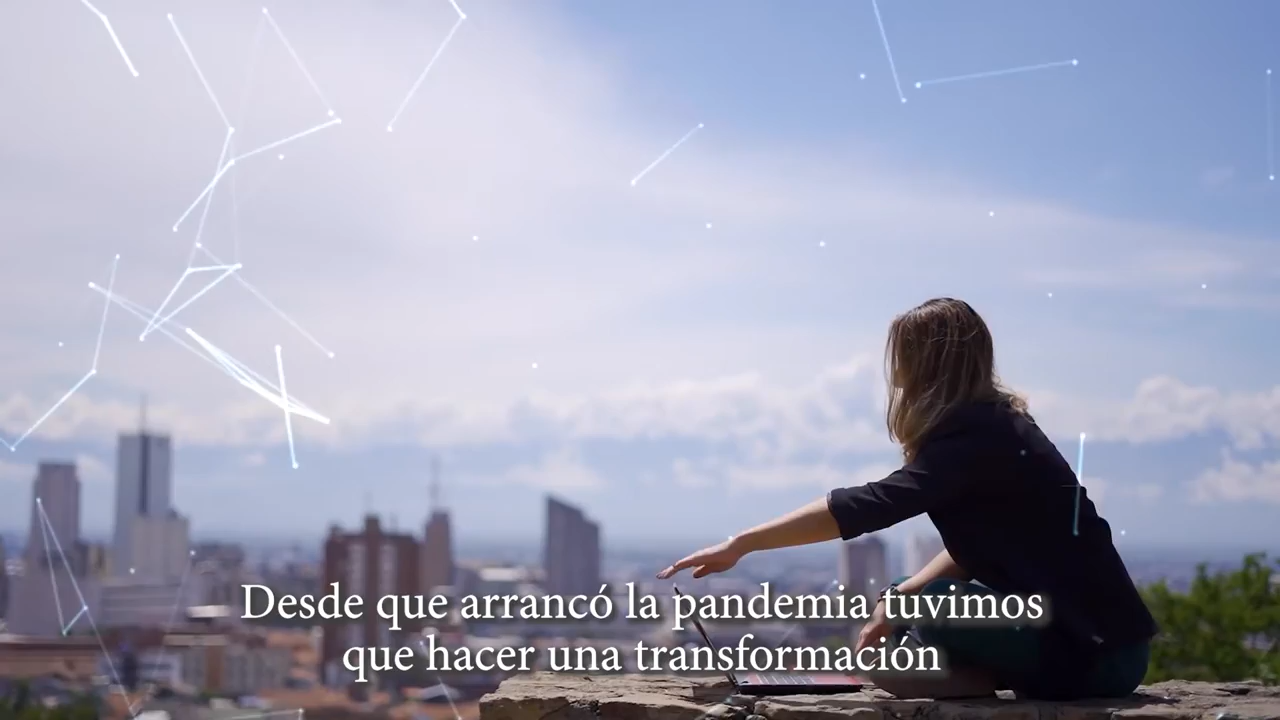 Desde que arrancó la pandemia tuvimos
que hacer una transformación